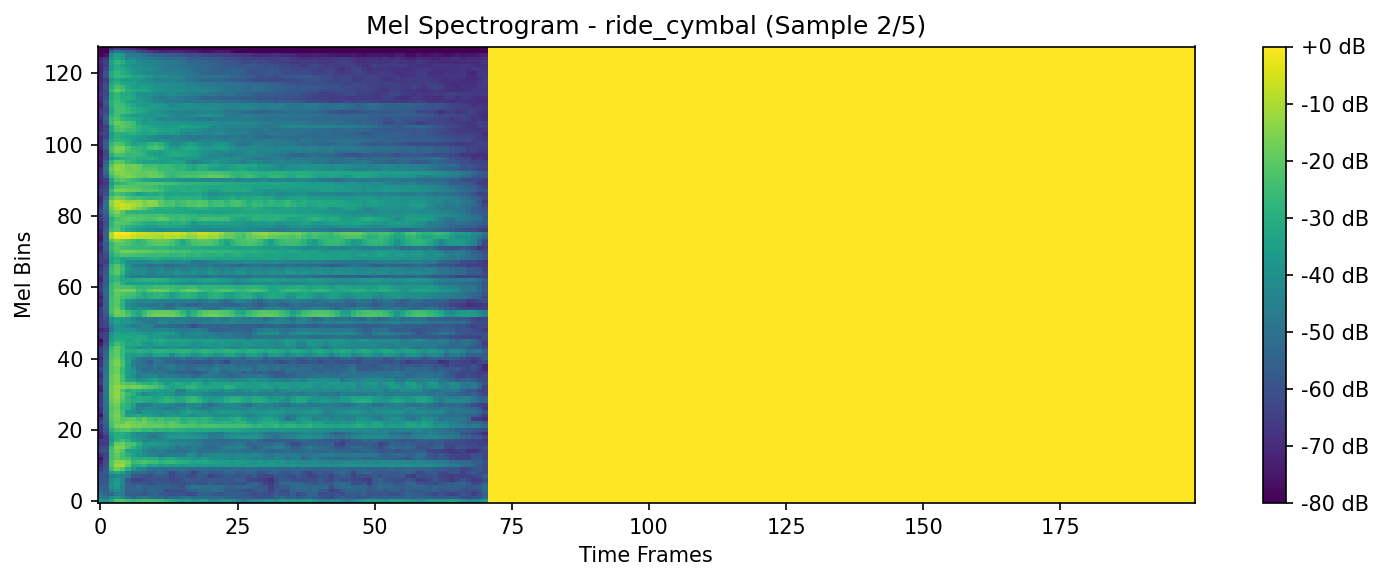 Mel Spectrogram - ride_cymbal (Sample 2/5)
Mel Bins
120
100
80
60
40
20
0
0 25 50 75 100 125 150 175
Time Frames
+0 dB
-10 dB
-20 dB
-30 dB
-40 dB
-50 dB
-60 dB
-70 dB
-80 dB